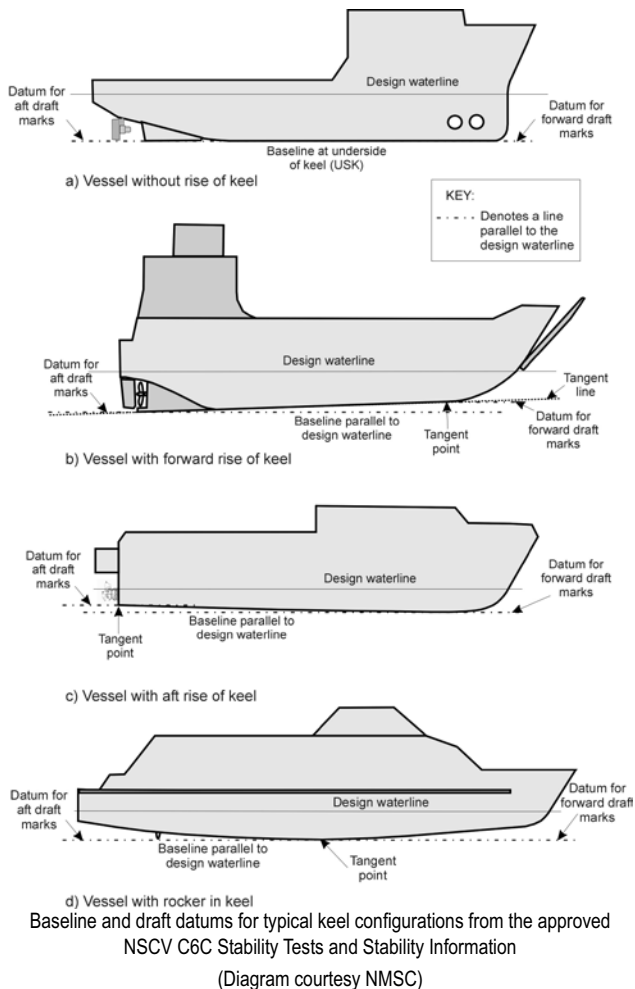 Design waterline
Datum for
aft draft
marks
Datum for
forward draft
marks
Baseline at underside
of keel (USK)
a) Vessel without rise of keel
KEY:
Denotes a line
parallel to the
design waterline
Design waterline
Datum for
aft draft
marks
Tangent
line
Baseline parallel to
design waterline
Tangent
point
Datum for
forward draft
marks
b) Vessel with forward rise of keel
Datum for
aft draft
marks
Design waterline
Datum for
forward draft
marks
Baseline parallel to
design waterline
Tangent
point
c) Vessel with aft rise of keel
Datum for
aft draft
marks
Design waterline
Datum for
forward draft
marks
Baseline parallel to
design waterline
Tangent
point
d) Vessel with rocker in keel
Baseline and draft datums for typical keel configurations from the approved
NSCV C6C Stability Tests and Stability Information
(Diagram courtesy NMSC)